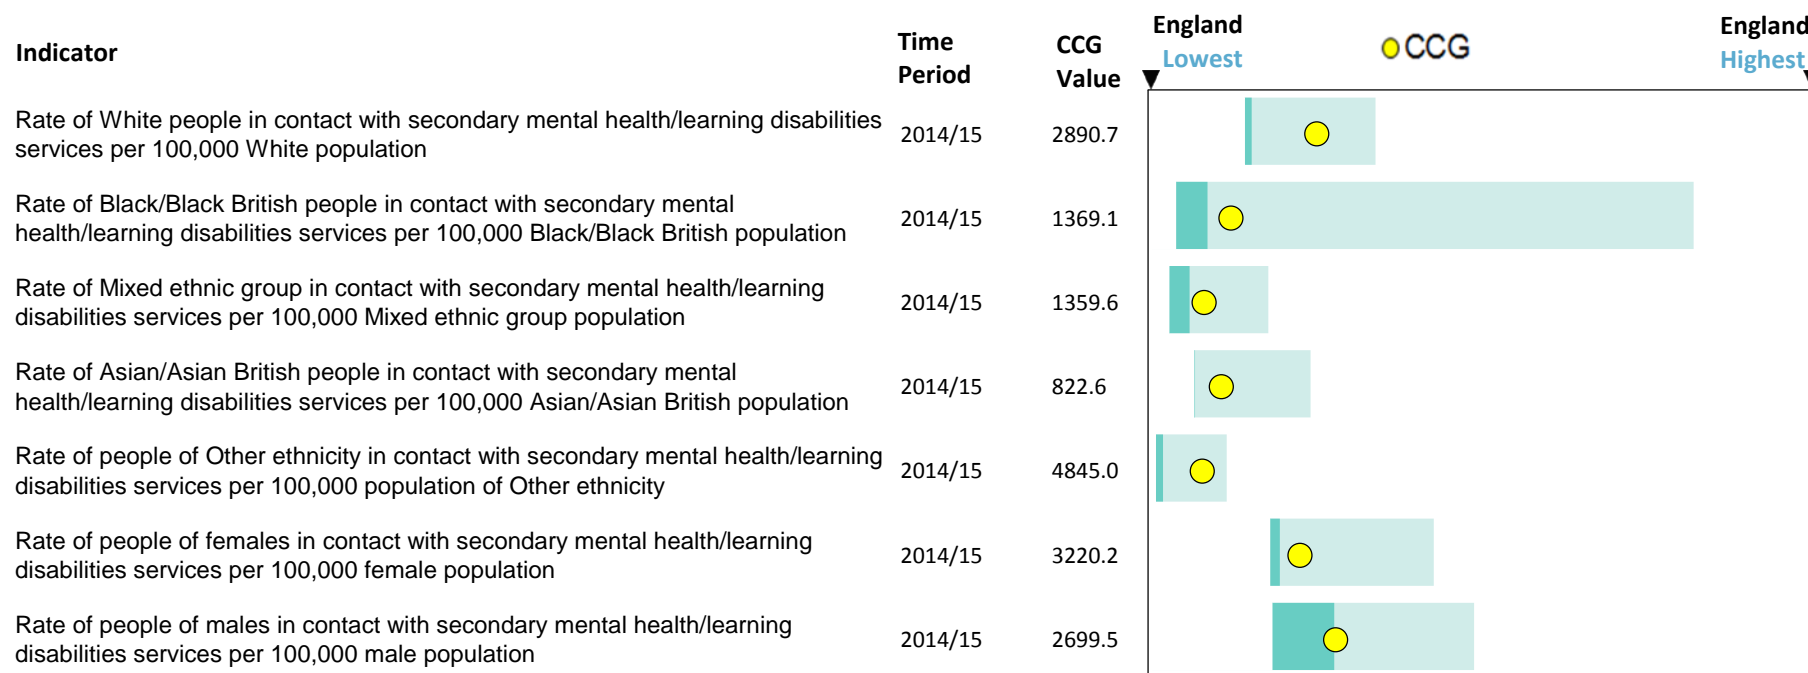 Indicator
Time
Period
CCG
Value
England
Lowest
CCG
England
Highest
Rate of White people in contact with secondary mental health/learning disabilities
services per 100,000 White population
2014/15
2890.7
Rate of Black/Black British people in contact with secondary mental
health/learning disabilities services per 100,000 Black/Black British population
2014/15
1369.1
Rate of Mixed ethnic group in contact with secondary mental health/learning
disabilities services per 100,000 Mixed ethnic group population
2014/15
1359.6
Rate of Asian/Asian British people in contact with secondary mental
health/learning disabilities services per 100,000 Asian/Asian British population
2014/15
822.6
Rate of people of Other ethnicity in contact with secondary mental health/learning
disabilities services per 100,000 population of Other ethnicity
2014/15
4845.0
Rate of people of females in contact with secondary mental health/learning
disabilities services per 100,000 female population
2014/15
3220.2
Rate of people of males in contact with secondary mental health/learning
disabilities services per 100,000 male population
2014/15
2699.5